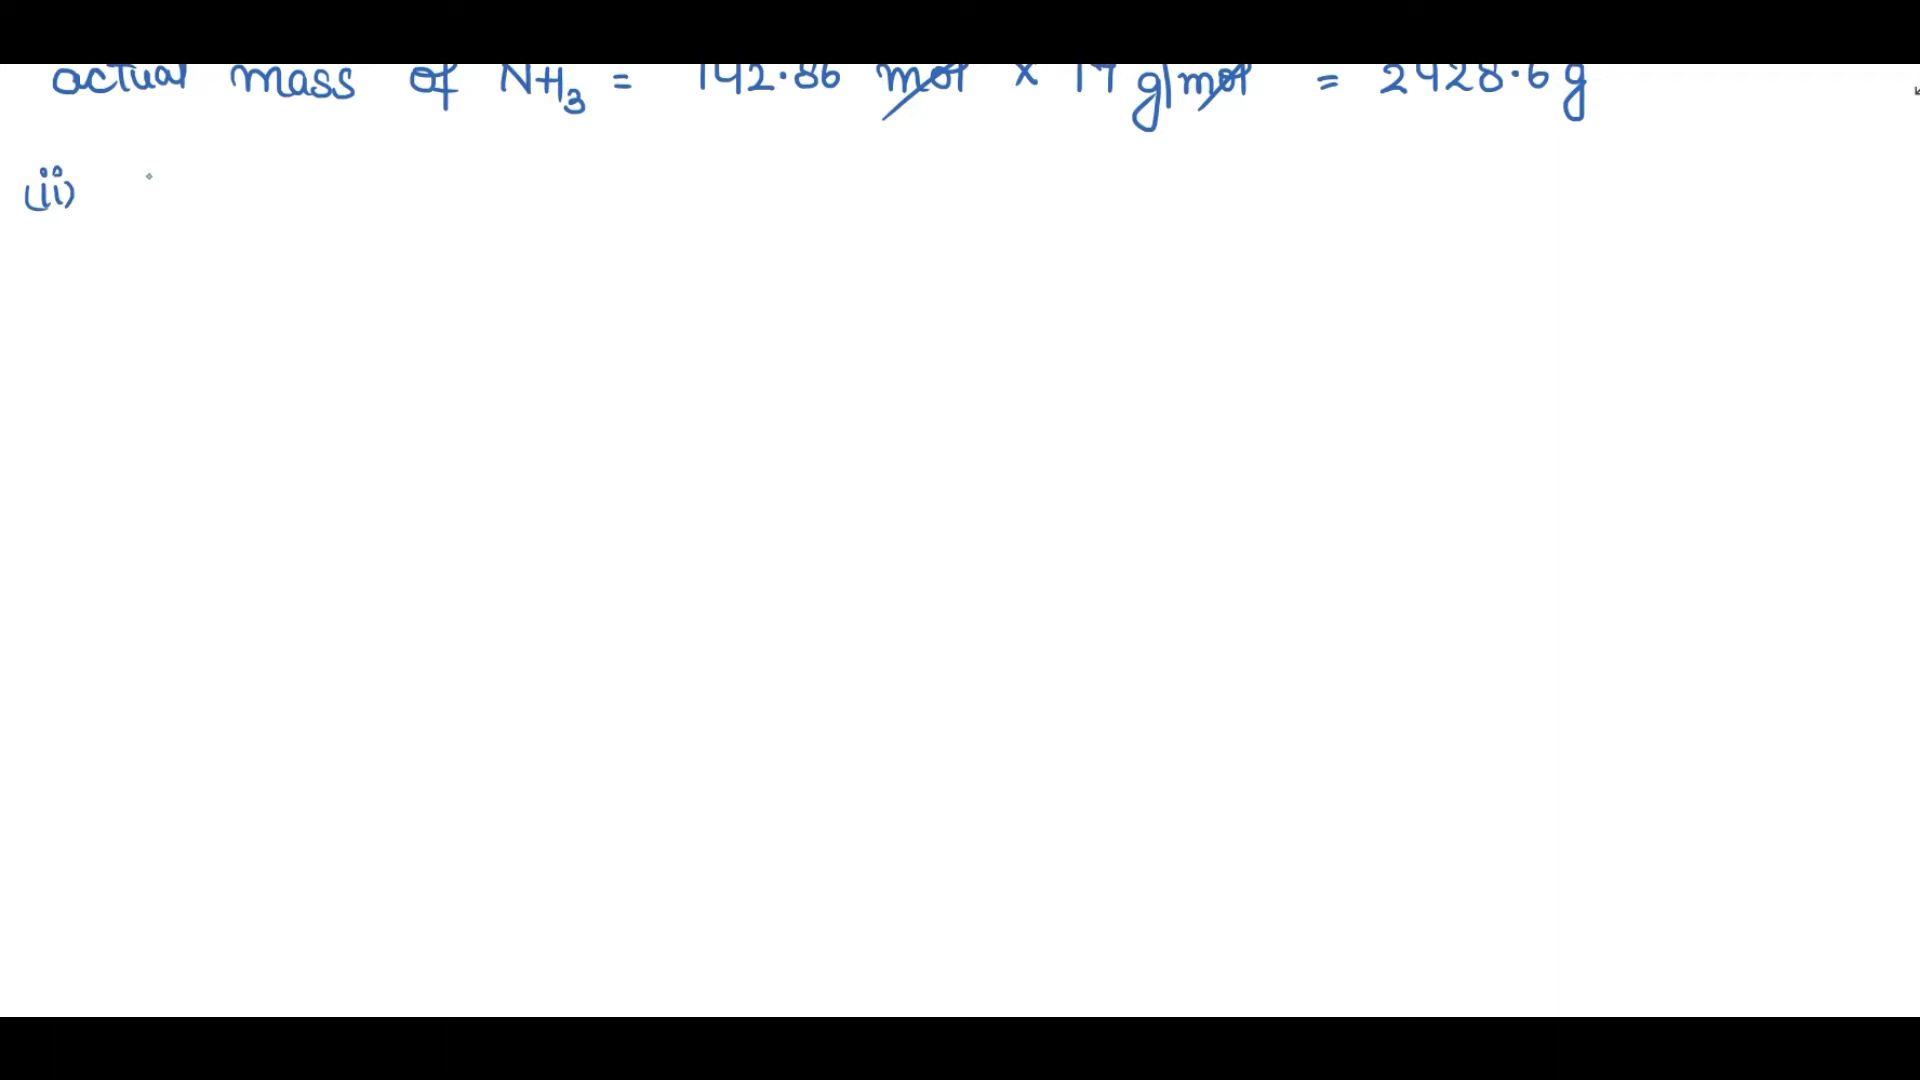 actual mass of NH₃ = 142.86 mol × 17 g/mol = 2428.6 g
(ii)